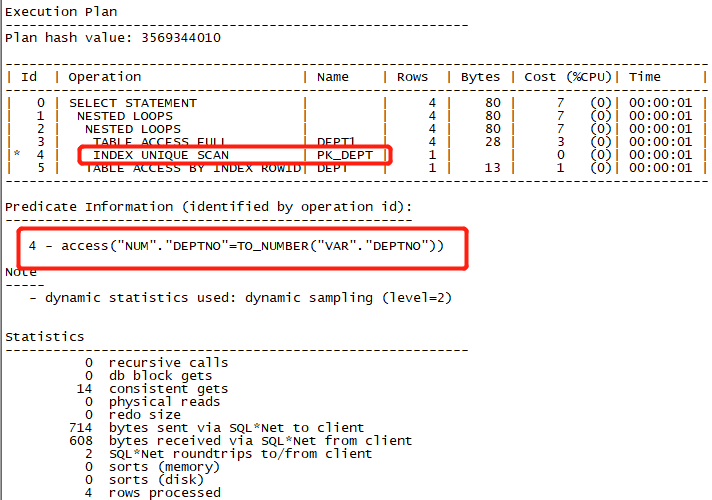 Execution Plan
----------------------------------------------------------
Plan hash value: 3569344010
----------------------------------------------------------------------------------------
| Id  | Operation                    | Name    | Rows  | Bytes | Cost (%CPU)| Time     |
----------------------------------------------------------------------------------------
|   0 | SELECT STATEMENT             |         |     4 |    80 |     7   (0)| 00:00:01 |
|   1 |  NESTED LOOPS                |         |     4 |    80 |     7   (0)| 00:00:01 |
|   2 |   NESTED LOOPS               |         |     4 |    80 |     7   (0)| 00:00:01 |
|   3 |    TABLE ACCESS FULL         | DEPT1   |     4 |    28 |     3   (0)| 00:00:01 |
|*  4 |    INDEX UNIQUE SCAN         | PK_DEPT |     1 |       |     0   (0)| 00:00:01 |
|   5 |   TABLE ACCESS BY INDEX ROWID| DEPT    |     1 |    13 |     1   (0)| 00:00:01 |
----------------------------------------------------------------------------------------
Predicate Information (identified by operation id):
---------------------------------------------------
   4 - access("NUM"."DEPTNO"=TO_NUMBER("VAR"."DEPTNO"))
Note
-----
   - dynamic statistics used: dynamic sampling (level=2)
Statistics
----------------------------------------------------------
          0  recursive calls
          0  db block gets
         14  consistent gets
          0  physical reads
          0  redo size
        714  bytes sent via SQL*Net to client
        608  bytes received via SQL*Net from client
          2  SQL*Net roundtrips to/from client
          0  sorts (memory)
          0  sorts (disk)
          4  rows processed